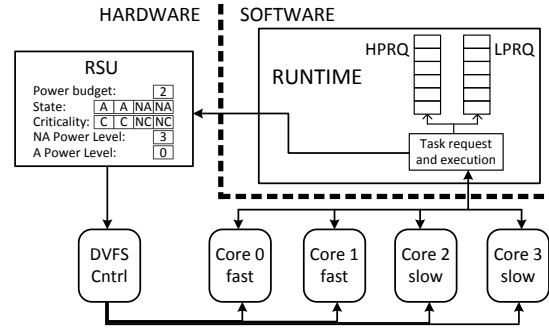 HARDWARE
SOFTWARE
RSU
Power budget: 2
State: A A NA NA
Criticality: C C NC NC
NA Power Level: 3
A Power Level: 0
HPRQ
LPRQ
RUNTIME
Task request
and execution
DVFS
Cntrl
Core 0
fast
Core 1
fast
Core 2
slow
Core 3
slow